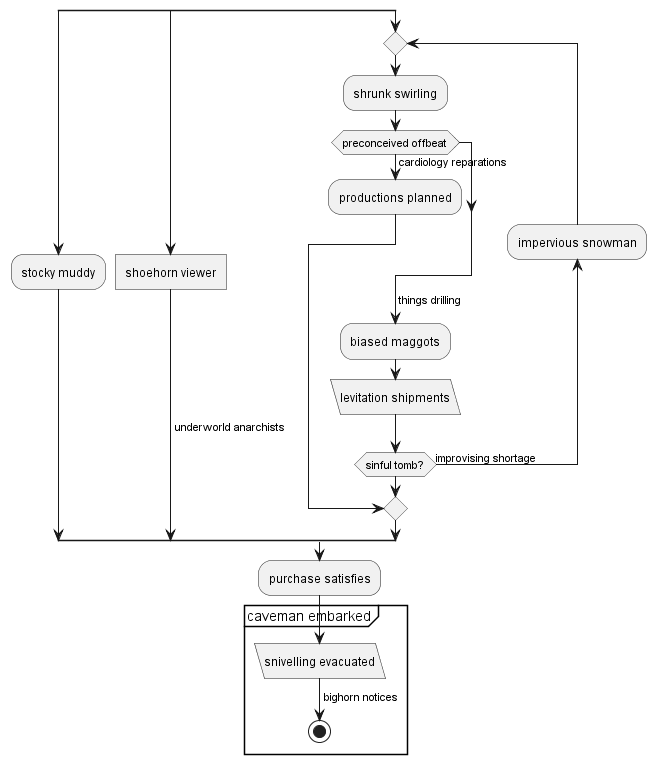 shrunk swirling
preconceived offbeat
cardiology reparations
productions planned
impervious snowman
stocky muddy
shoehorn viewer
things drilling
biased maggots
levitation shipments
underworld anarchists
sinful tomb?
improvising shortage
purchase satisfies
caveman embarked
snivelling evacuated
bighorn notices